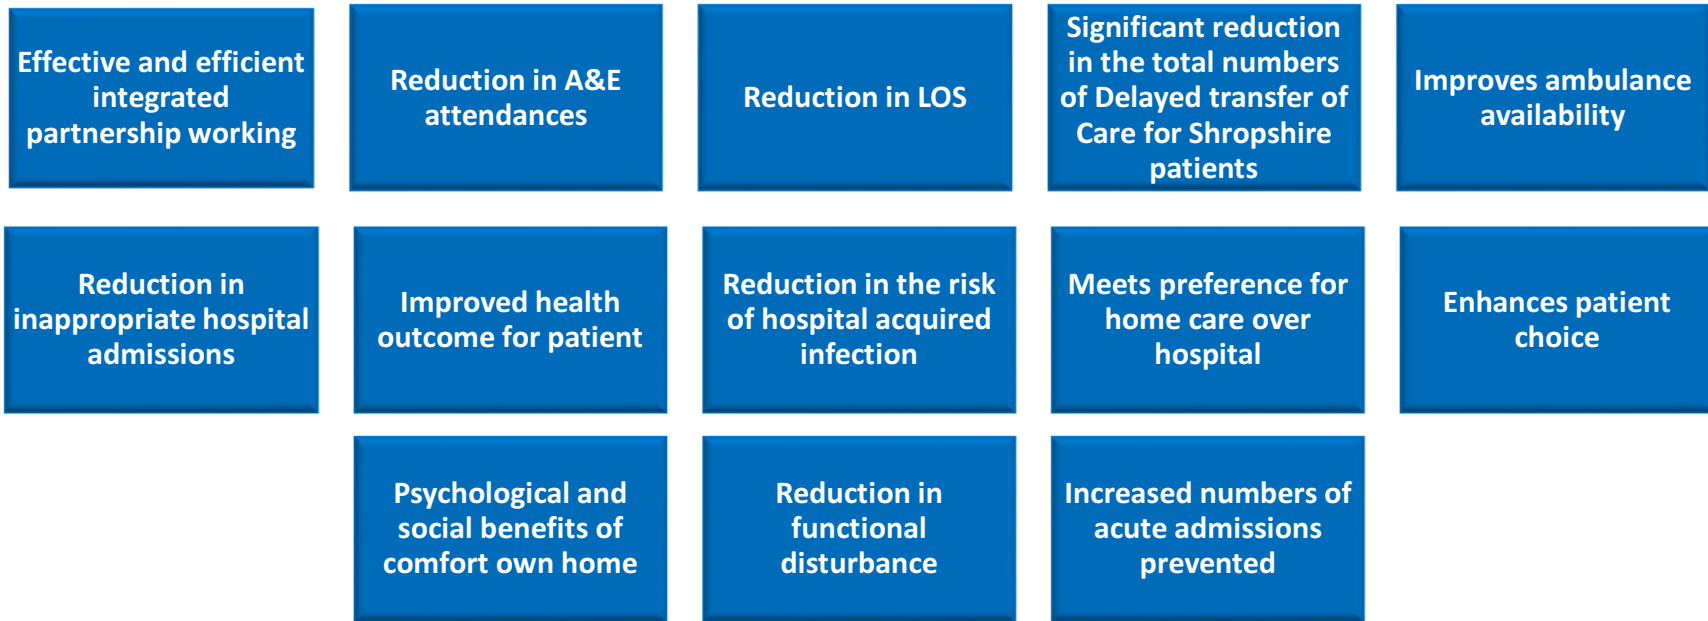 Effective and efficient
integrated
partnership working
Reduction in A&E
attendances
Reduction in LOS
Significant reduction
in the total numbers
of Delayed transfer of
Care for Shropshire
patients
Improves ambulance
availability
Reduction in
inappropriate hospital
admissions
Improved health
outcome for patient
Reduction in the risk
of hospital acquired
infection
Meets preference for
home care over
hospital
Enhances patient
choice
Psychological and
social benefits of
comfort own home
Reduction in
functional
disturbance
Increased numbers of
acute admissions
prevented